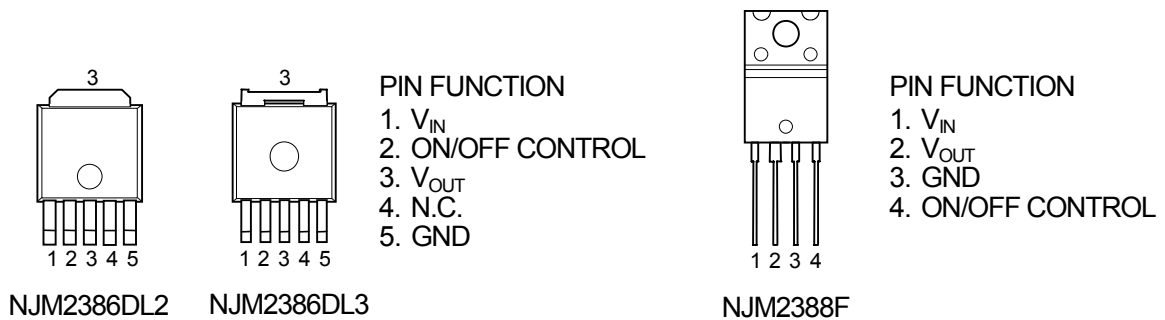 3
1 2 3 4 5
NJM2386DL2
3
1 2 3 4 5
NJM2386DL3
PIN FUNCTION
1. VIN
2. ON/OFF CONTROL
3. VOUT
4. N.C.
5. GND
1 2 3 4
NJM2388F
PIN FUNCTION
1. VIN
2. VOUT
3. GND
4. ON/OFF CONTROL